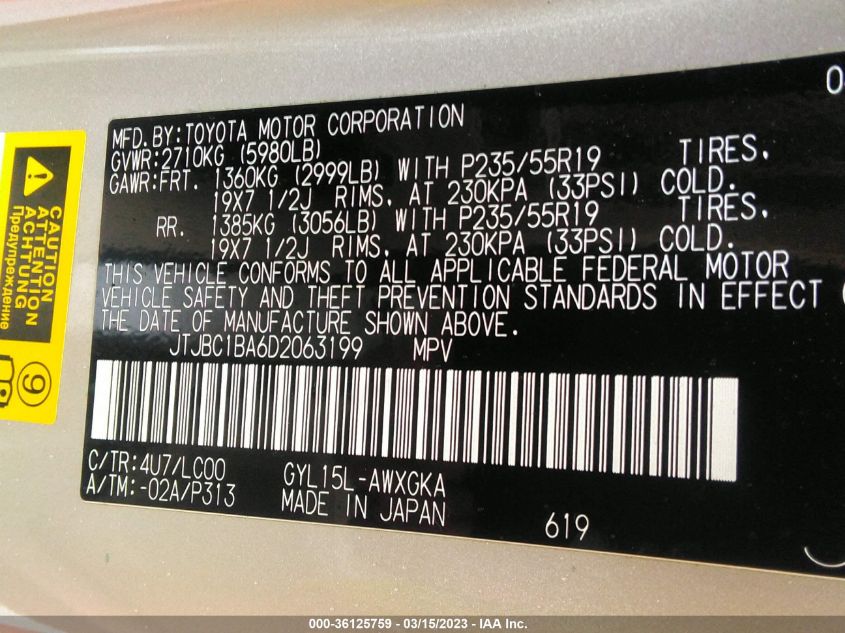 0
MFD.BY:TOYOTA MOTOR CORPORATION
GVWR:2710KG (5980LB)
GAWR:FRT. 1360KG (2999LB) WITH P235/55R19 TIRES,
19X7 1/2J RIMS, AT 230KPA (33PSI) COLD.
RR. 1385KG (3056LB) WITH P235/55R19 TIRES,
19X7 1/2J RIMS, AT 230KPA (33PSI) COLD.
THIS VEHICLE CONFORMS TO ALL APPLICABLE FEDERAL MOTOR
VEHICLE SAFETY AND THEFT PREVENTION STANDARDS IN EFFECT
THE DATE OF MANUFACTURE SHOWN ABOVE.
JTJBC1BA6D2063199 MPV
C/TR:4U7/LC00 GYL15L-AWXGKA
A/TM:-02A/P313 MADE IN JAPAN
619
CAUTION
ATTENTION
ACHTUNG
Предупреждение
9
000-36125759 - 03/15/2023 - IAA Inc.